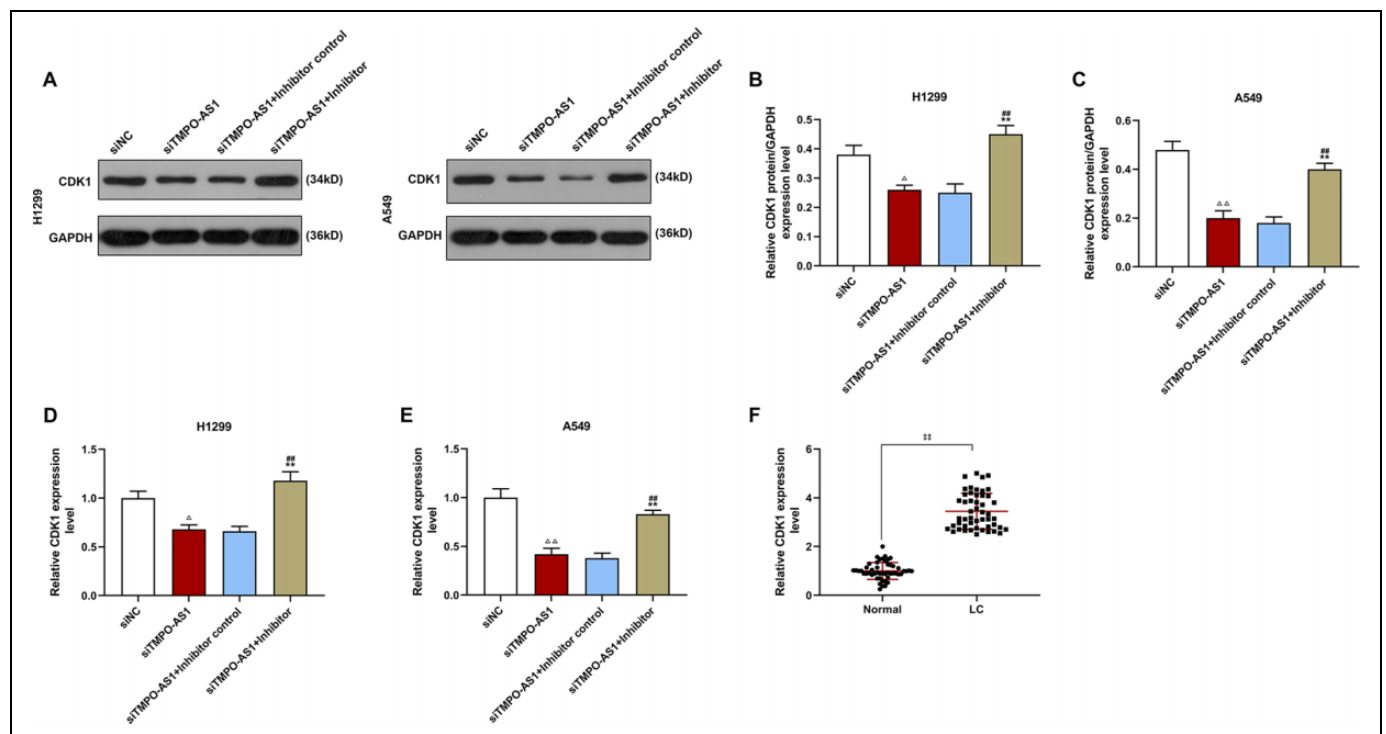 A
siNC
siTMPO-AS1
siTMPO-AS1+Inhibitor control
siTMPO-AS1+Inhibitor
H1299
CDK1
(34kD)
GAPDH
(36kD)
siNC
siTMPO-AS1
siTMPO-AS1+Inhibitor control
siTMPO-AS1+Inhibitor
A549
CDK1
(34kD)
GAPDH
(36kD)
B
H1299
Relative CDK1 protein/GAPDH
expression level
0.5
0.4
0.3
0.2
0.1
0.0
△
##
**
siNC
siTMPO-AS1
siTMPO-AS1+Inhibitor control
siTMPO-AS1+Inhibitor
C
A549
Relative CDK1 protein/GAPDH
expression level
0.6
0.4
0.2
0.0
△△
##
**
siNC
siTMPO-AS1
siTMPO-AS1+Inhibitor control
siTMPO-AS1+Inhibitor
D
H1299
Relative CDK1 expression
level
1.5
1.0
0.5
0.0
△
##
**
siNC
siTMPO-AS1
siTMPO-AS1+Inhibitor control
siTMPO-AS1+Inhibitor
E
A549
Relative CDK1 expression
level
1.5
1.0
0.5
0.0
△△
##
**
siNC
siTMPO-AS1
siTMPO-AS1+Inhibitor control
siTMPO-AS1+Inhibitor
F
Relative CDK1 expression
level
6
4
2
0
‡‡
Normal
LC